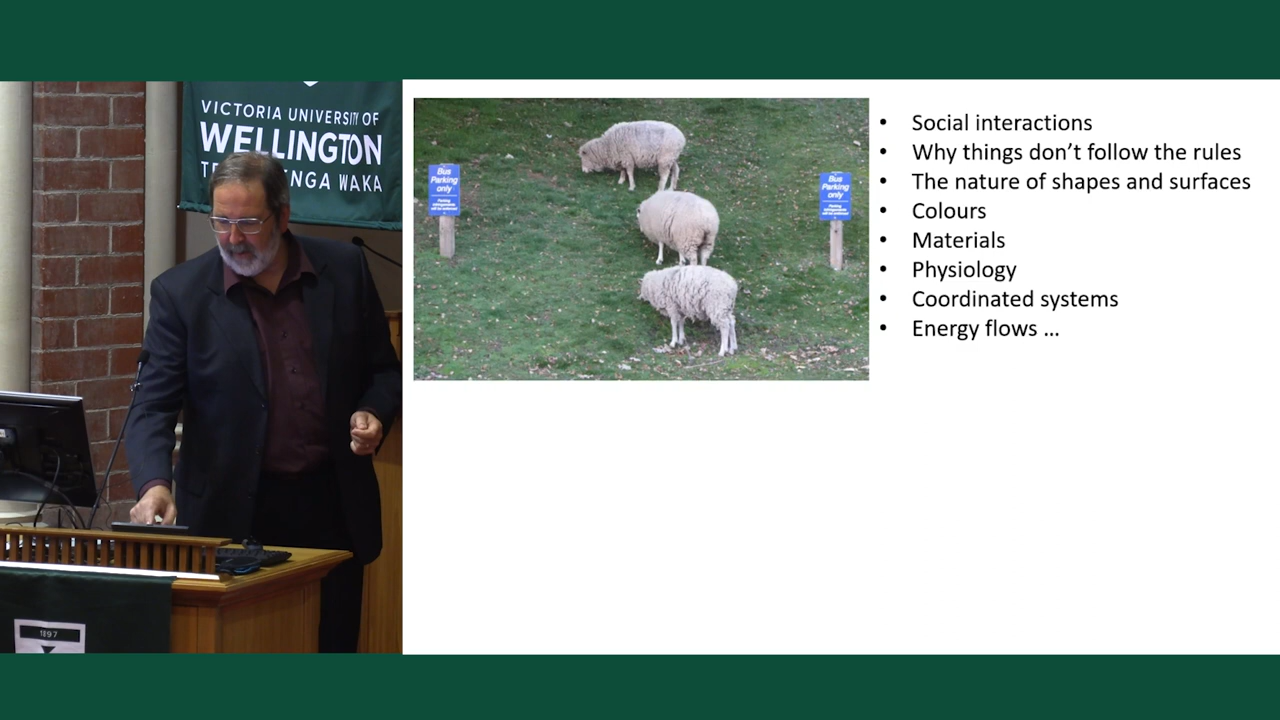 VICTORIA UNIVERSITY OF
WELLINGTON
WAKA
1897
Bus
Parking
only
Bus
Parking
only
• Social interactions
• Why things don’t follow the rules
• The nature of shapes and surfaces
• Colours
• Materials
• Physiology
• Coordinated systems
• Energy flows ...